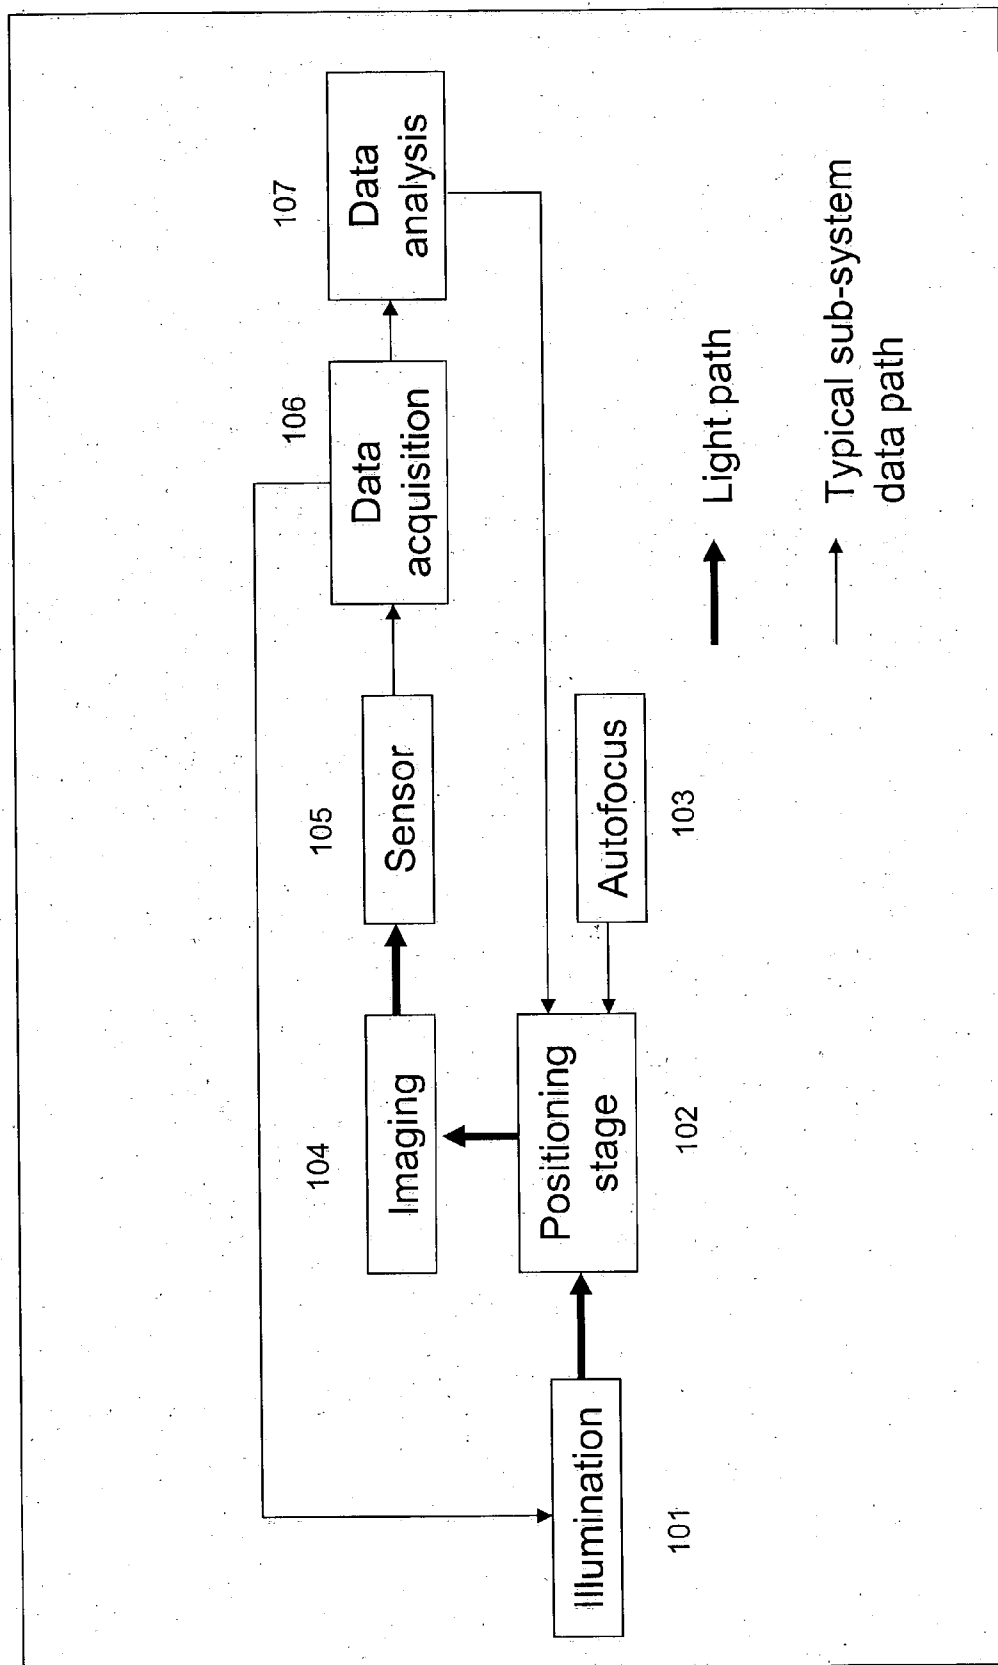 107
Data
analysis
106
Data
acquisition
105
Sensor
104
Imaging
Autofocus
103
Positioning
stage
102
Illumination
101
Light path
Typical sub-system
data path